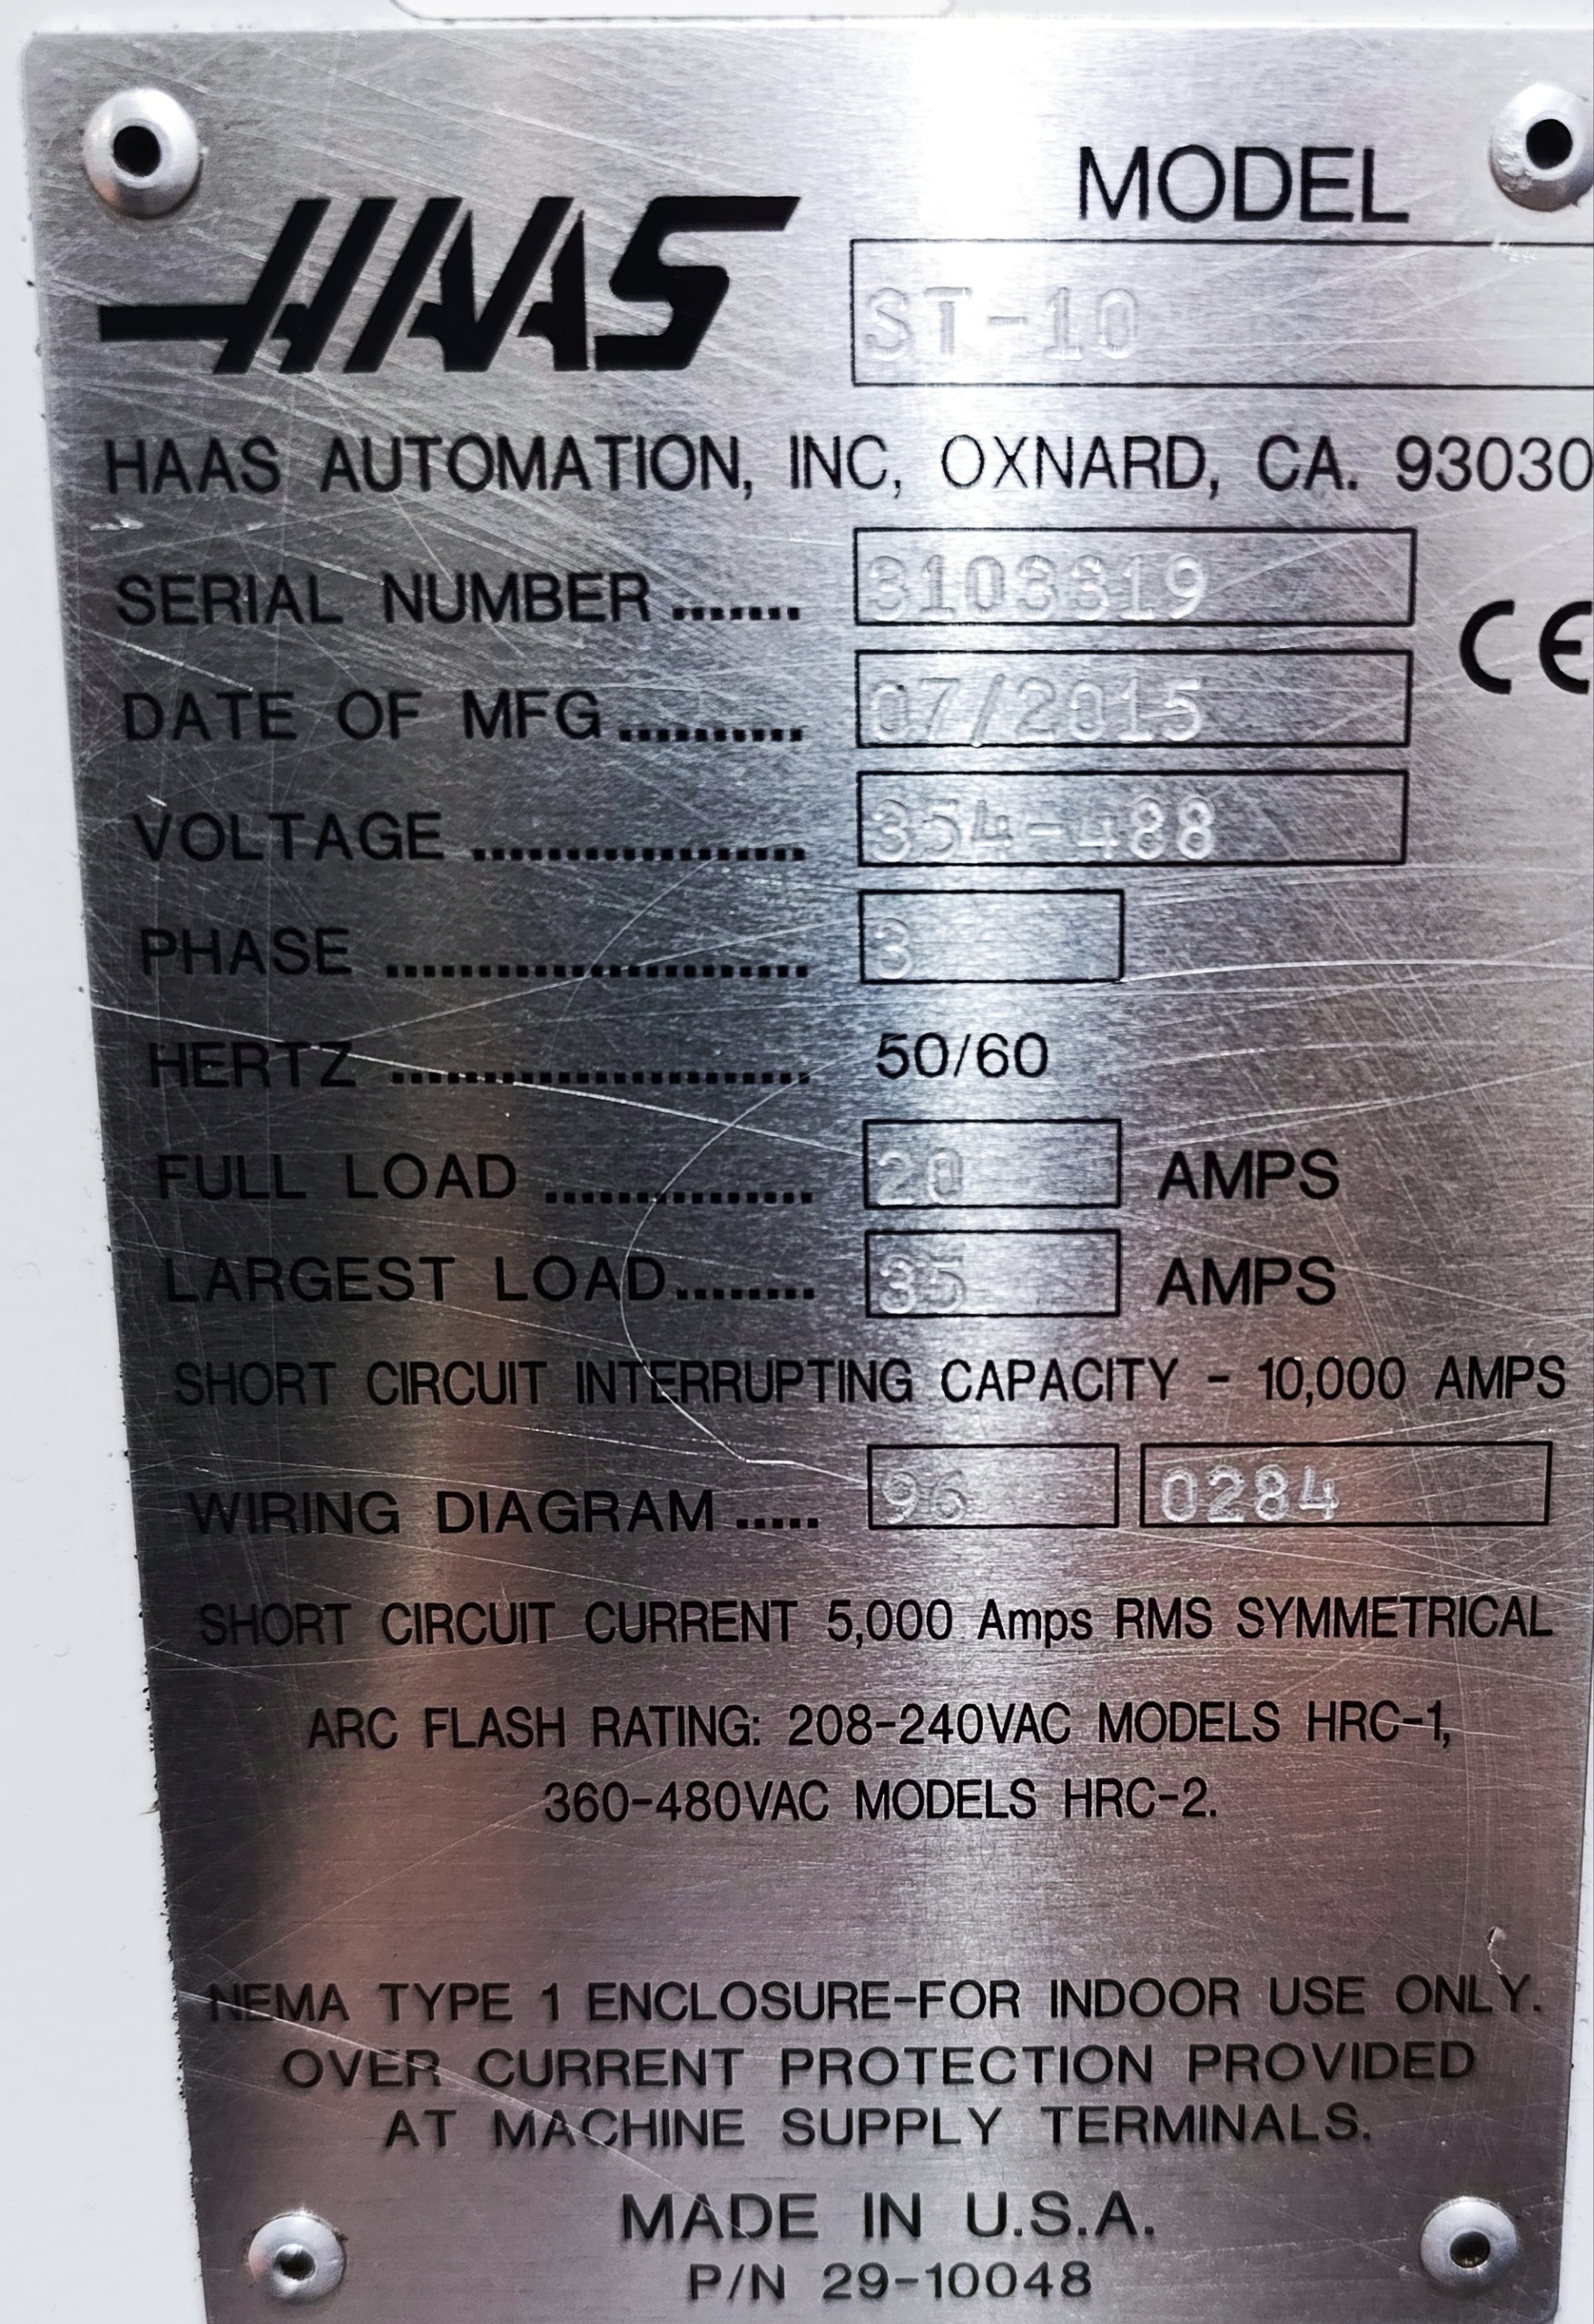 MODEL
HAAS
ST-10
HAAS AUTOMATION, INC, OXNARD, CA. 93030
SERIAL NUMBER ....... 3103319
CE
DATE OF MFG .......... 07/2015
VOLTAGE .................. 354-488
PHASE ....................... 3
HERTZ ....................... 50/60
FULL LOAD ............... 20 AMPS
LARGEST LOAD ........ 35 AMPS
SHORT CIRCUIT INTERRUPTING CAPACITY - 10,000 AMPS
WIRING DIAGRAM ..... 96 0284
SHORT CIRCUIT CURRENT 5,000 Amps RMS SYMMETRICAL
ARC FLASH RATING: 208-240VAC MODELS HRC-1,
360-480VAC MODELS HRC-2.
NEMA TYPE 1 ENCLOSURE-FOR INDOOR USE ONLY.
OVER CURRENT PROTECTION PROVIDED
AT MACHINE SUPPLY TERMINALS.
MADE IN U.S.A.
P/N 29-10048